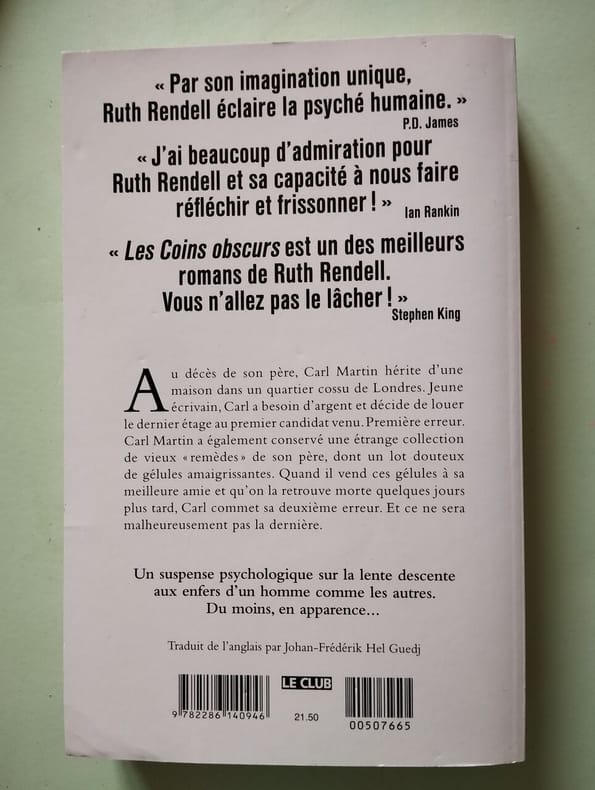 « Par son imagination unique,
Ruth Rendell éclaire la psyché humaine. »
P.D. James
« J'ai beaucoup d'admiration pour
Ruth Rendell et sa capacité à nous faire
réfléchir et frissonner ! » Ian Rankin
« Les Coins obscurs est un des meilleurs
romans de Ruth Rendell.
Vous n'allez pas le lâcher ! »
Stephen King
Au décès de son père, Carl Martin hérite d'une
maison dans un quartier cossu de Londres. Jeune
écrivain, Carl a besoin d'argent et décide de louer
le dernier étage au premier candidat venu. Première erreur.
Carl Martin a également conservé une étrange collection
de vieux « remèdes » de son père, dont un lot douteux
de gélules amaigrissantes. Quand il vend ces gélules à sa
meilleure amie et qu'on la retrouve morte quelques jours
plus tard, Carl commet sa deuxième erreur. Et ce ne sera
malheureusement pas la dernière.
Un suspense psychologique sur la lente descente
aux enfers d'un homme comme les autres.
Du moins, en apparence...
Traduit de l'anglais par Johan-Frédérik Hel Guedj
LE CLUB
9 782286 140946 21.50 00507665